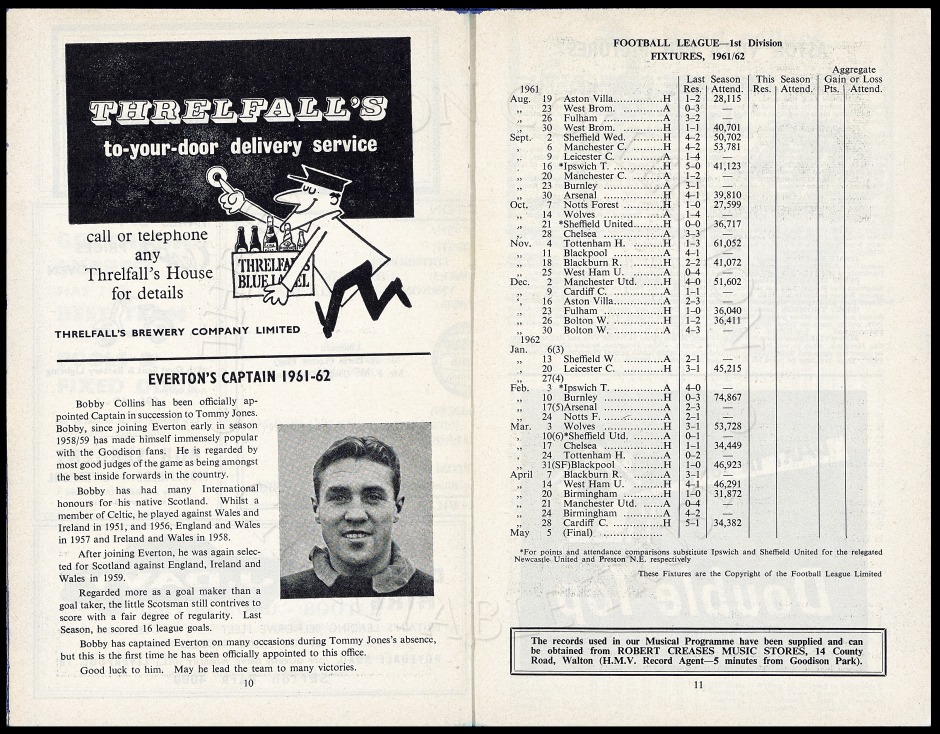 THRELFALL'S
to-your-door delivery service
call or telephone
any
Threlfall's House
for details
THRELFALL'S
BLUE LABEL
THRELFALL'S BREWERY COMPANY LIMITED
EVERTON'S CAPTAIN 1961-62
Bobby Collins has been officially ap-
pointed Captain in succession to Tommy Jones.
Bobby, since joining Everton early in season
1958/59 has made himself immensely popular
with the Goodison fans. He is regarded by
most good judges of the game as being amongst
the best inside forwards in the country.
Bobby has had many International
honours for his native Scotland. Whilst a
member of Celtic, he played against Wales and
Ireland in 1951, and 1956, England and Wales
in 1957 and Ireland and Wales in 1958.
After joining Everton, he was again selec-
ted for Scotland against England, Ireland and
Wales in 1959.
Regarded more as a goal maker than a
goal taker, the little Scotsman still contrives to
score with a fair degree of regularity. Last
Season, he scored 16 league goals.
Bobby has captained Everton on many occasions during Tommy Jones's absence,
but this is the first time he has been officially appointed to this office.
Good luck to him. May he lead the team to many victories.
10
FOOTBALL LEAGUE—1st Division
FIXTURES, 1961/62
Aggregate
Last Season This Season Gain or Loss
1961 Res. Attend. Res. Attend. Pts. Attend.
Aug. 19 Aston Villa..............H 1–2 28,115
,, 23 West Brom. ..............A 0–3 —
,, 26 Fulham ..............A 3–2 —
,, 30 West Brom. ..............H 1–1 40,701
Sept. 2 Sheffield Wed. ..............H 4–2 50,702
, 6 Manchester C. ..............H 4–2 53,781
,, 9 Leicester C. ..............A 1–4 —
, 16 *Ipswich T. ..............H 5–0 41,123
,, 20 Manchester C. ..............A 1–2 —
,, 23 Burnley ..............A 3–1 —
,, 30 Arsenal ..............H 4–1 39,810
Oct, 7 Notts Forest ..............H 1–0 27,599
,, 14 Wolves ..............A 1–4 —
,, 21 *Sheffield United..............H 0–0 36,717
,, 28 Chelsea ..............A 3–3 —
Nov. 4 Tottenham H. ..............H 1–3 61,052
,, 11 Blackpool ..............A 4–1 —
,, 18 Blackburn R. ..............H 2–2 41,072
,, 25 West Ham U. ..............A 0–4 —
Dec. 2 Manchester Utd. ..............H 4–0 51,602
,, 9 Cardiff C. ..............A 1–1 —
,, 16 Aston Villa..............A 2–3 —
,, 23 Fulham ..............H 1–0 36,040
,, 26 Bolton W. ..............H 1–2 36,411
,, 30 Bolton W. ..............A 4–3 —
1962
Jan. 6(3)
,, 13 Sheffield W ..............A 2–1 —
,, 20 Leicester C. ..............H 3–1 45,215
,, 27(4)
Feb. 3 *Ipswich T. ..............A 4–0 —
,, 10 Burnley ..............H 0–3 74,867
,, 17(5)Arsenal ..............A 2–3 —
,, 24 Notts F. ..............A 2–1 —
Mar. 3 Wolves ..............H 3–1 53,728
, 10(6)*Sheffield Utd. ..............A 0–1 —
,, 17 Chelsea ..............H 1–1 34,449
,, 24 Tottenham H. ..............A 0–2 —
,, 31(SF)Blackpool ..............H 1–0 46,923
April 7 Blackburn R. ..............A 3–1 —
,, 14 West Ham U. ..............H 4–1 46,291
,, 20 Birmingham ..............H 1–0 31,872
,, 21 Manchester Utd. ..............A 0–4 —
,, 24 Birmingham ..............A 4–2 —
,, 28 Cardiff C. ..............H 5–1 34,382
May 5 (Final) ..............
*For points and attendance comparisons substitute Ipswich and Sheffield United for the relegated
Newcastle United and Preston N.E. respectively
These Fixtures are the Copyright of the Football League Limited
The records used in our Musical Programme have been supplied and can
be obtained from ROBERT CREASES MUSIC STORES, 14 County
Road, Walton (H.M.V. Record Agent—5 minutes from Goodison Park).
11